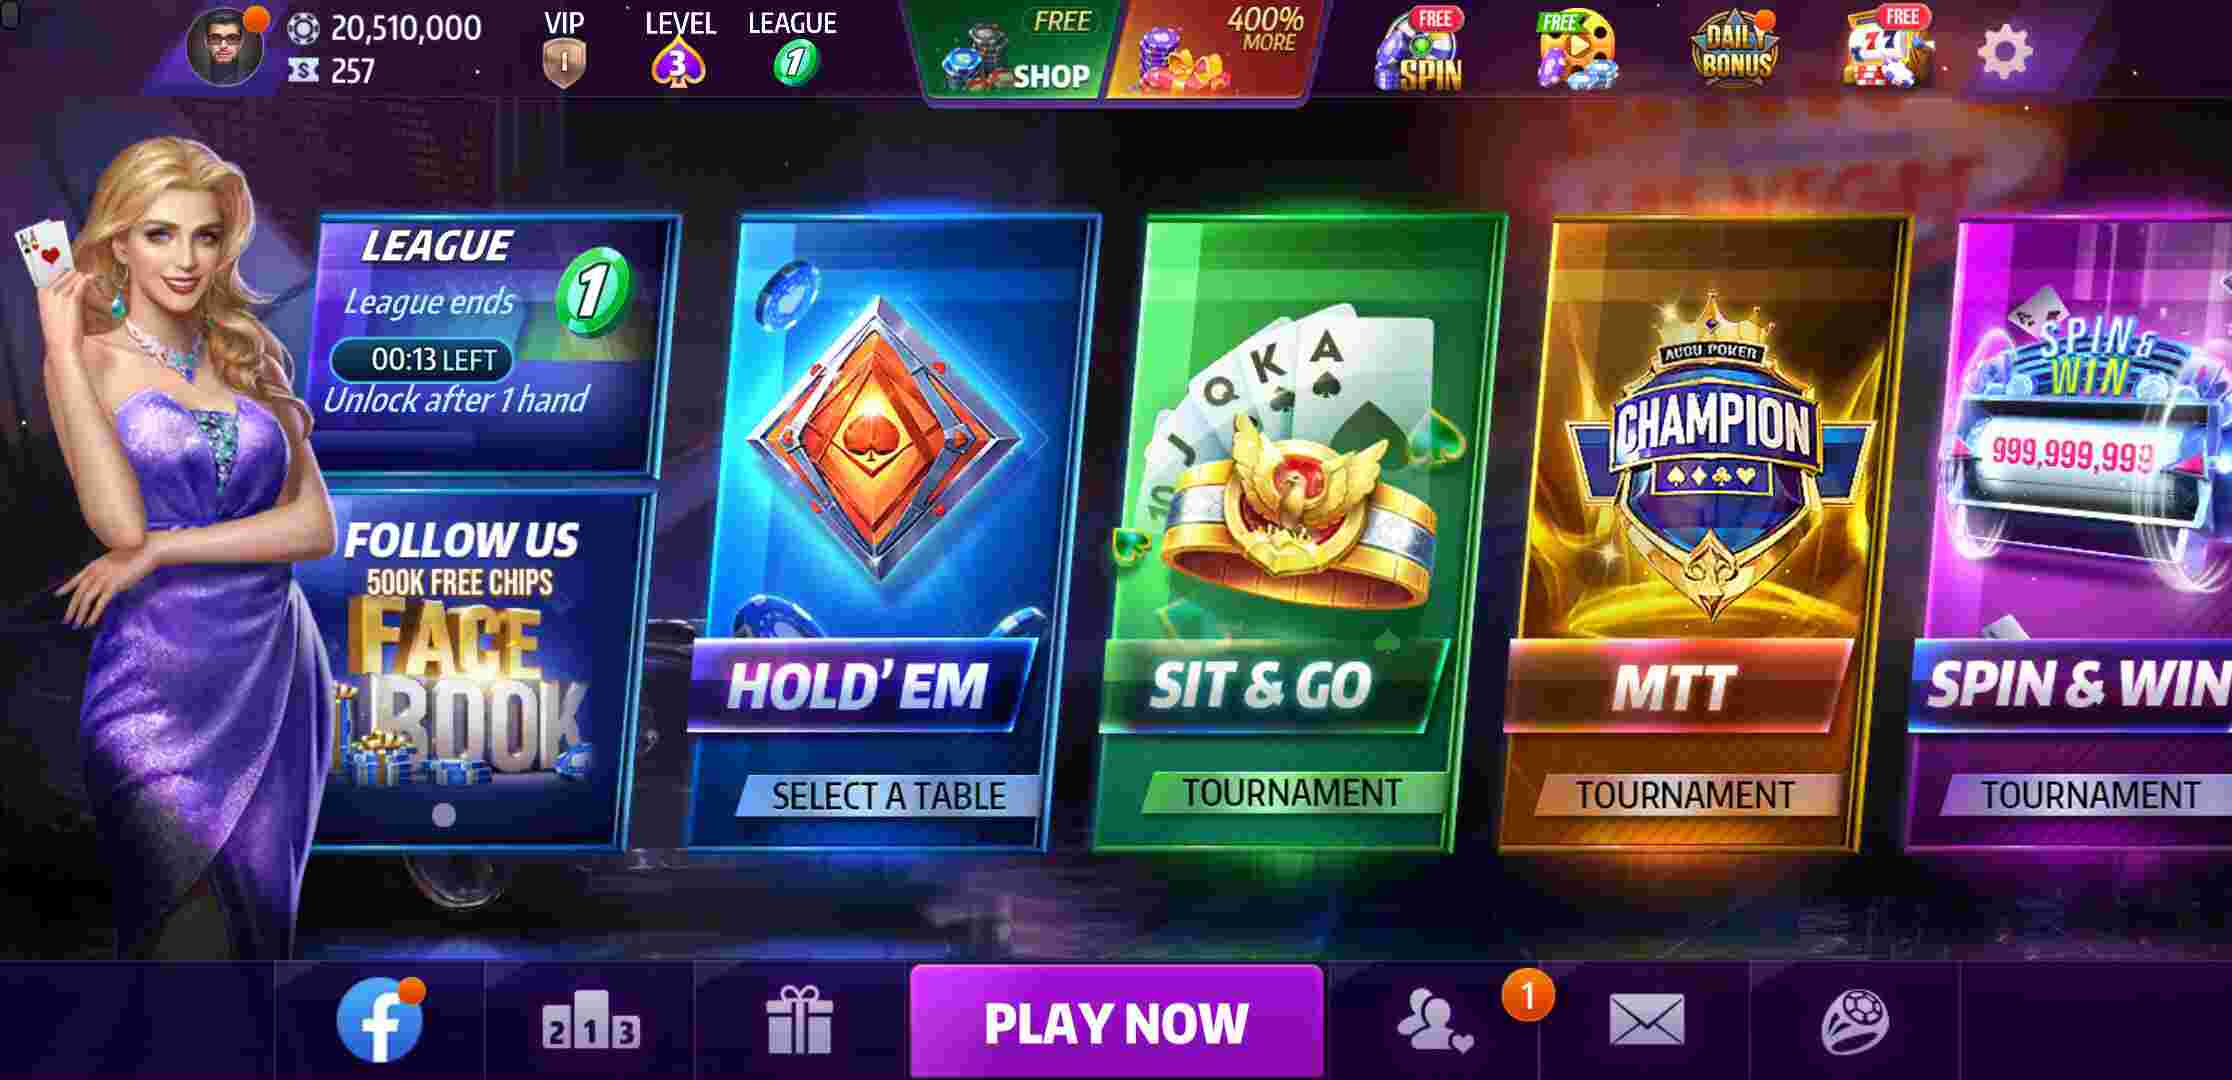 20,510,000
257
VIP
1
LEVEL
3
LEAGUE
1
FREE
SHOP
400%
MORE
FREE
SPIN
FREE
DAILY
BONUS
FREE
77
LEAGUE
League ends
00:13 LEFT
Unlock after 1 hand
1
FOLLOW US
500K FREE CHIPS
FACE
BOOK
HOLD' EM
SELECT A TABLE
10 J Q K A
SIT & GO
TOURNAMENT
CHAMPION
MTT
TOURNAMENT
SPIN &
WIN
999,999,999
SPIN & WIN
TOURNAMENT
f
2 1 3
PLAY NOW
1